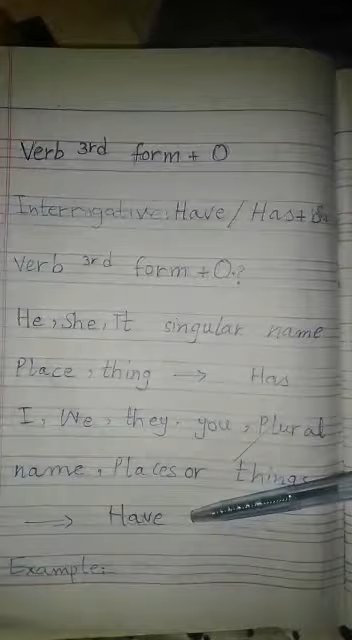 Verb 3rd form + O
Interrogative. Have / Has +
Verb 3rd form + O.?
He, She, It singular name
Place, thing → Has
I, We, they. you, Plural
name, Places or things
→ Have
Example: